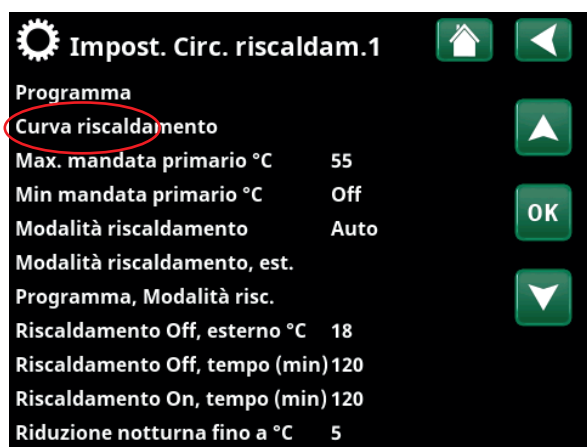 Impost. Circ. riscaldam.1
Programma
Curva riscaldamento
Max. mandata primario °C 55
Min mandata primario °C Off
Modalità riscaldamento Auto
Modalità riscaldamento, est.
Programma, Modalità risc.
Riscaldamento Off, esterno °C 18
Riscaldamento Off, tempo (min) 120
Riscaldamento On, tempo (min) 120
Riduzione notturna fino a °C 5
OK